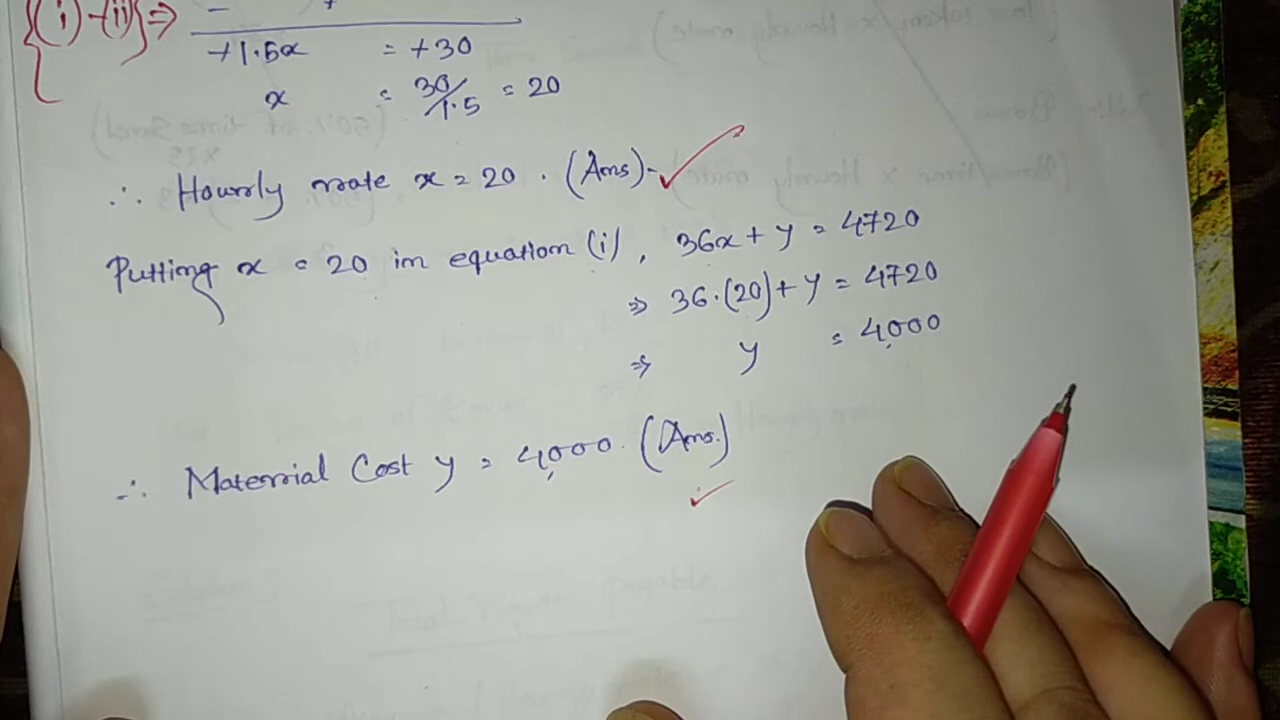 {(i)-(ii)}⇒
+1.5x = +30
x = 30/1.5 = 20
∴ Hourly rate x = 20. (Ans)-
Putting x = 20 in equation (i), 36x + y = 4720
⇒ 36.(20) + y = 4720
⇒ y = 4,000
∴ Material Cost y = 4,000. (Ans.)